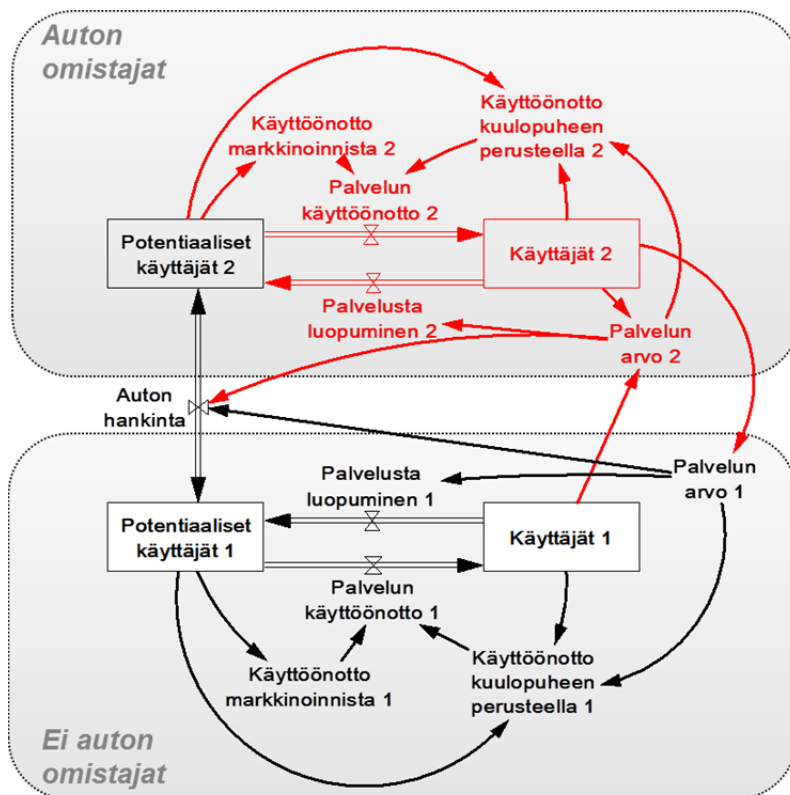 Auton
omistajat
Käyttöönotto
markkinoinnista 2
Käyttöönotto
kuulopuheen
perusteella 2
Palvelun
käyttöönotto 2
Potentiaaliset
käyttäjät 2
Käyttäjät 2
Palvelusta
luopuminen 2
Palvelun
arvo 2
Auton
hankinta
Palvelun
arvo 1
Palvelusta
luopuminen 1
Potentiaaliset
käyttäjät 1
Käyttäjät 1
Palvelun
käyttöönotto 1
Käyttöönotto
markkinoinnista 1
Käyttöönotto
kuulopuheen
perusteella 1
Ei auton
omistajat